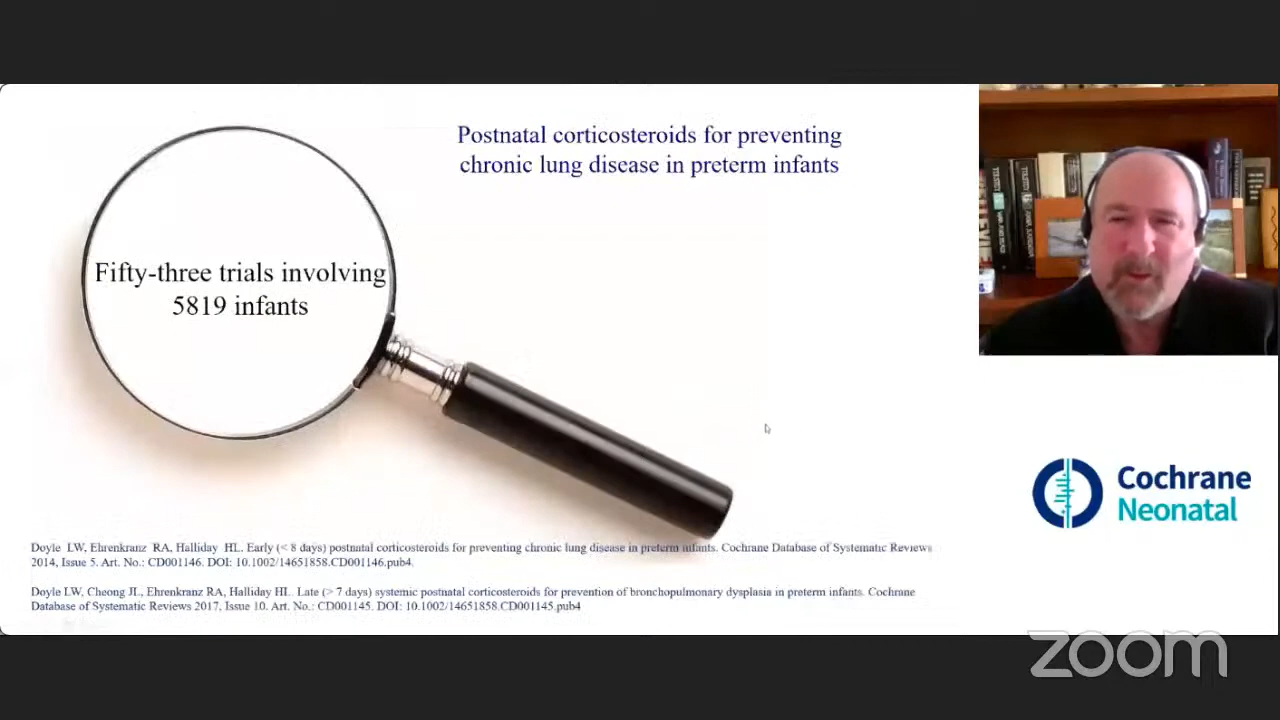 Postnatal corticosteroids for preventing
chronic lung disease in preterm infants
Fifty-three trials involving
5819 infants
Cochrane
Neonatal
Doyle LW, Ehrenkranz RA, Halliday HL. Early (< 8 days) postnatal corticosteroids for preventing chronic lung disease in preterm infants. Cochrane Database of Systematic Reviews
2014, Issue 5. Art. No.: CD001146. DOI: 10.1002/14651858.CD001146.pub4.
Doyle LW, Cheong JL, Ehrenkranz RA, Halliday HL. Late (> 7 days) systemic postnatal corticosteroids for prevention of bronchopulmonary dysplasia in preterm infants. Cochrane
Database of Systematic Reviews 2017, Issue 10. Art. No.: CD001145. DOI: 10.1002/14651858.CD001145.pub4
zoom